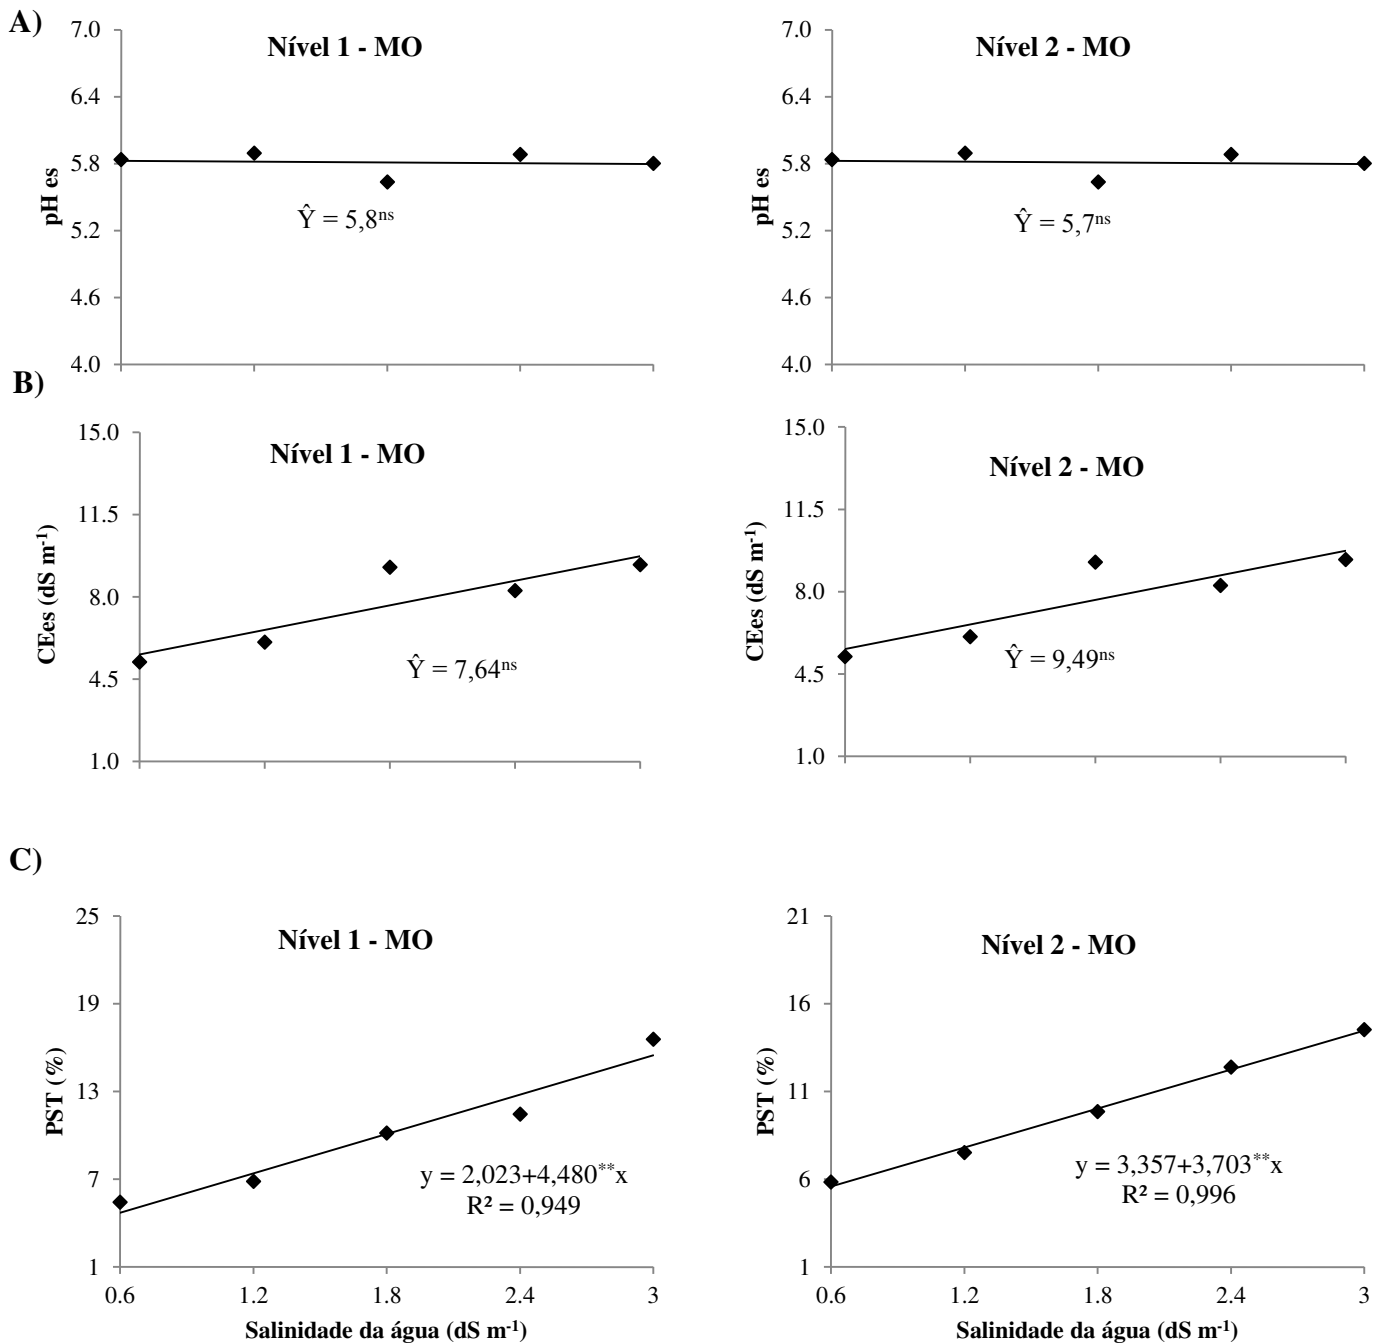 A)
Nível 1 - MO
pH es
7.0
6.4
5.8
5.2
4.6
4.0
Ŷ = 5,8ns
Nível 2 - MO
pH es
7.0
6.4
5.8
5.2
4.6
4.0
Ŷ = 5,7ns
B)
Nível 1 - MO
CEes (dS m-1)
15.0
11.5
8.0
4.5
1.0
Ŷ = 7,64ns
Nível 2 - MO
CEes (dS m-1)
15.0
11.5
8.0
4.5
1.0
Ŷ = 9,49ns
C)
Nível 1 - MO
PST (%)
25
19
13
7
1
y = 2,023+4,480**x
R² = 0,949
0.6 1.2 1.8 2.4 3
Salinidade da água (dS m-1)
Nível 2 - MO
PST (%)
21
16
11
6
1
y = 3,357+3,703**x
R² = 0,996
0.6 1.2 1.8 2.4 3
Salinidade da água (dS m-1)